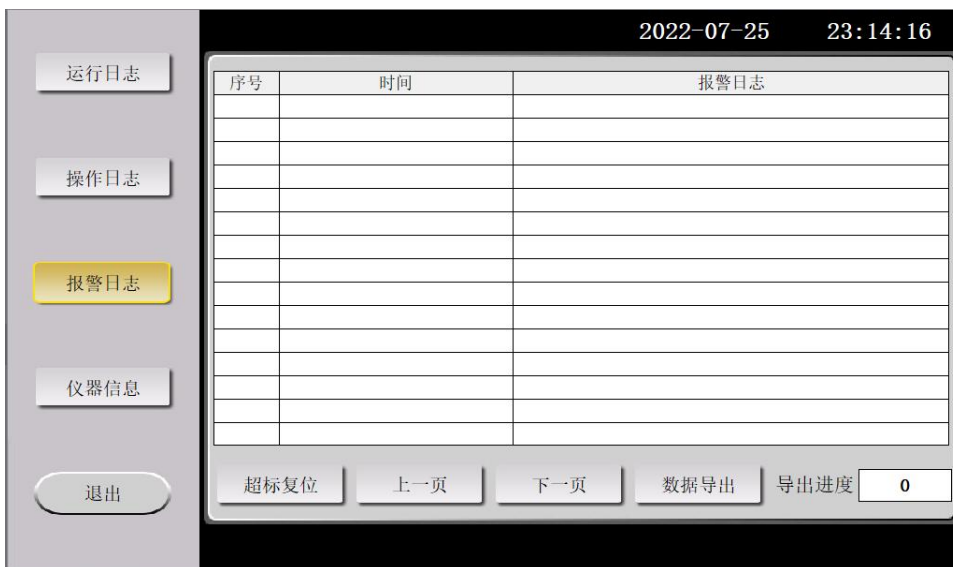 2022-07-25 23:14:16
运行日志
操作日志
报警日志
仪器信息
退出
序号 时间 报警日志
超标复位 上一页 下一页 数据导出 导出进度 0